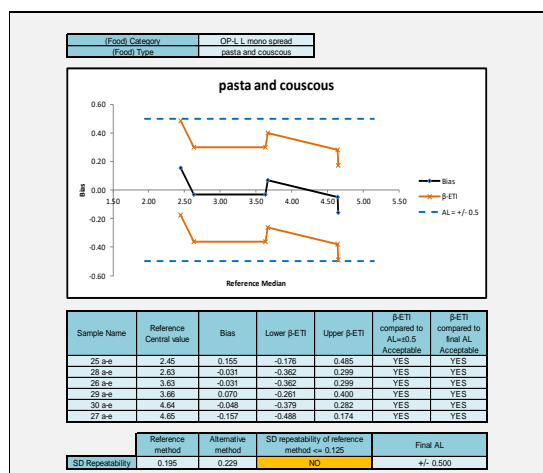 (Food) Category OP-L L mono spread
(Food) Type pasta and couscous
pasta and couscous
0.60
0.40
0.20
0.00
-0.20
-0.40
-0.60
1.00 2.00 3.00 4.00 5.00 5.50
Bias
Reference Median
Bias
β-ETI
AL = +/- 0.5
Sample Name Reference Central value Bias Lower β-ETI Upper β-ETI β-ETI compared to AL=±0.5 Acceptable β-ETI compared to final AL Acceptable
25 a-e 2.45 0.155 -0.176 0.485 YES YES
28 a-e 2.63 -0.031 -0.362 0.299 YES YES
26 a-e 3.63 -0.031 -0.362 0.299 YES YES
29 a-e 3.66 0.070 -0.261 0.400 YES YES
30 a-e 4.64 -0.048 -0.379 0.282 YES YES
27 a-e 4.65 -0.157 -0.488 0.174 YES YES
Reference method Alternative method SD repeatability of reference method <= 0.125 Final AL
SD Repeatability 0.195 0.229 NO +/- 0.500